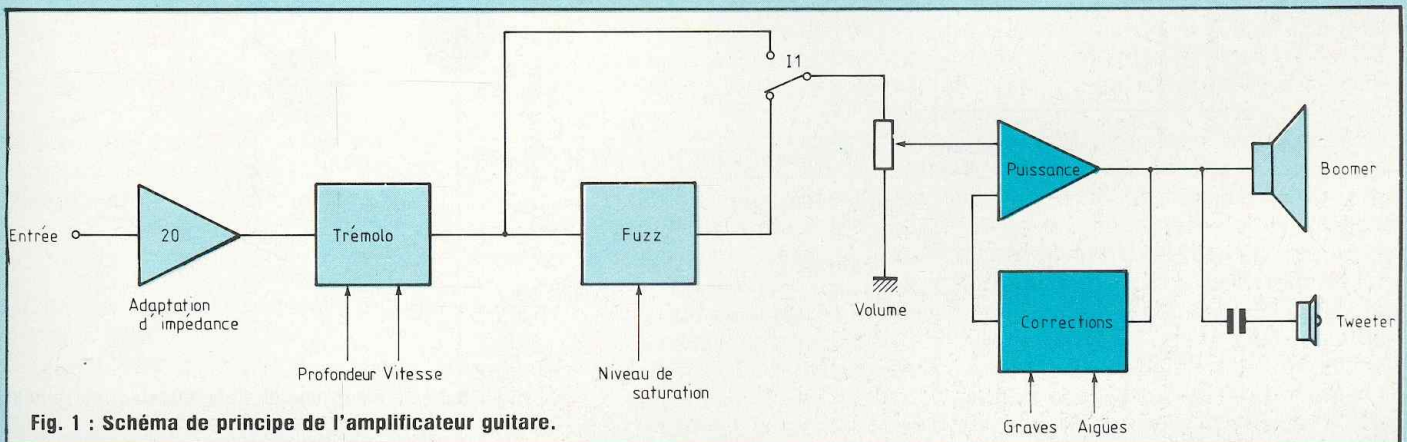 I1
Entrée
20
Trémolo
Fuzz
Puissance
Boomer
Adaptation
d'impédance
Volume
Corrections
Tweeter
Profondeur Vitesse
Niveau de
saturation
Graves Aigües
Fig. 1 : Schéma de principe de l'amplificateur guitare.